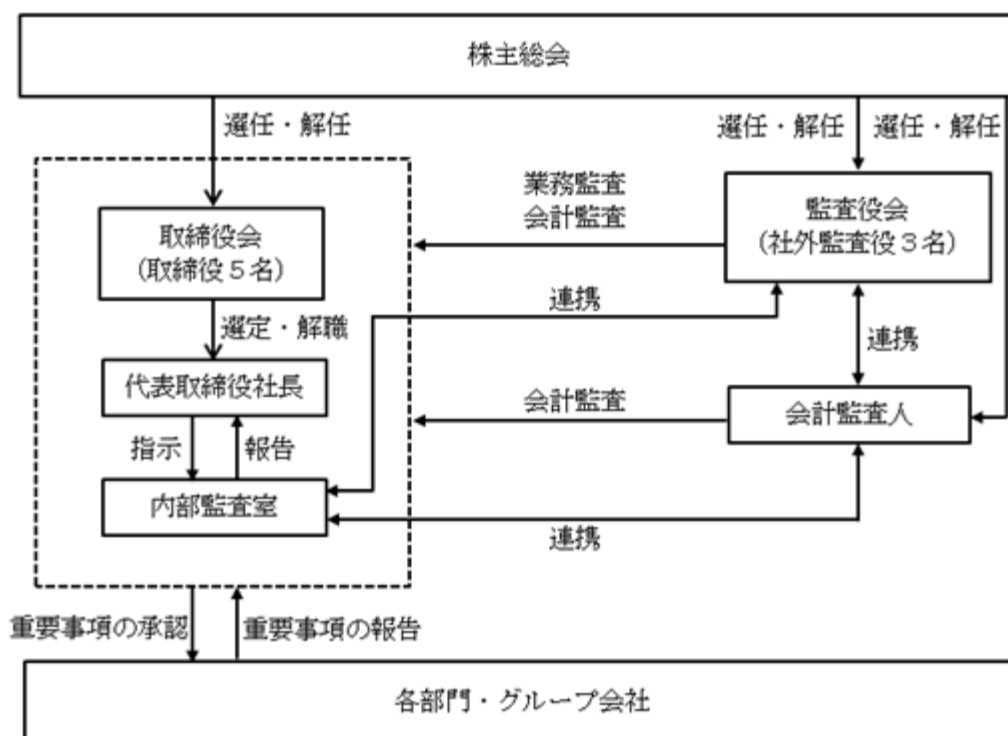 株主総会
選任・解任
選任・解任
選任・解任
業務監査
会計監査
監査役会
（社外監査役３名）
取締役会
（取締役５名）
連携
選定・解職
連携
代表取締役社長
会計監査
会計監査人
指示
報告
内部監査室
連携
重要事項の承認
重要事項の報告
各部門・グループ会社